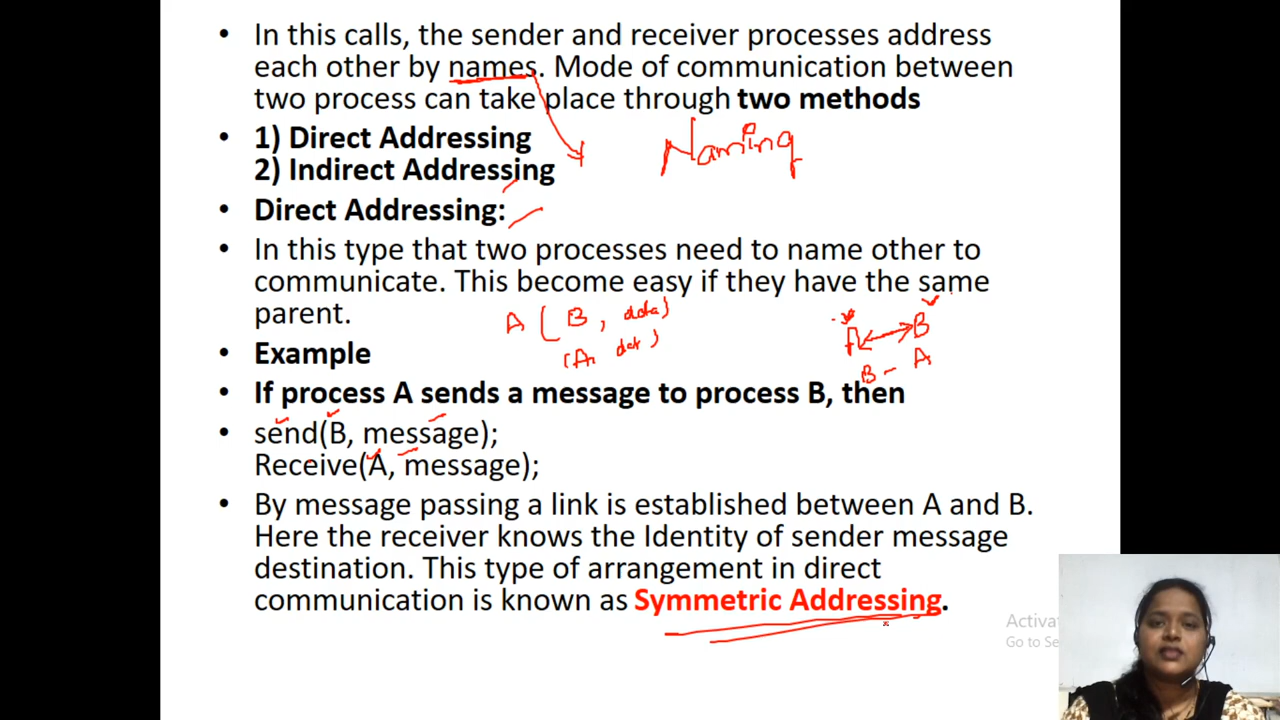 In this calls, the sender and receiver processes address
each other by names. Mode of communication between
two process can take place through two methods
1) Direct Addressing
Naming
2) Indirect Addressing
Direct Addressing:
In this type that two processes need to name other to
communicate. This become easy if they have the same
parent.
A ( B, data)
B
(A, dat )
A
B - A
Example
If process A sends a message to process B, then
send(B, message);
Receive(A, message);
By message passing a link is established between A and B.
Here the receiver knows the Identity of sender message
destination. This type of arrangement in direct
communication is known as Symmetric Addressing.
Activa
Go to Se